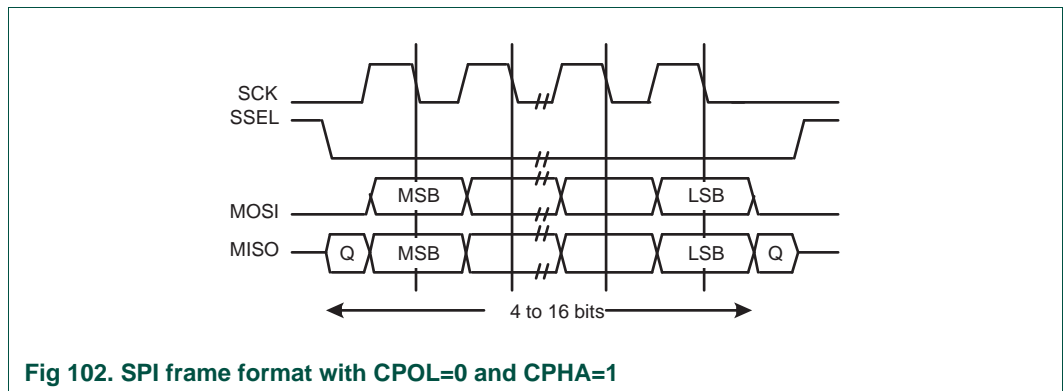 SCK
SSEL
MSB LSB
MOSI
MISO Q MSB LSB Q
4 to 16 bits
Fig 102. SPI frame format with CPOL=0 and CPHA=1